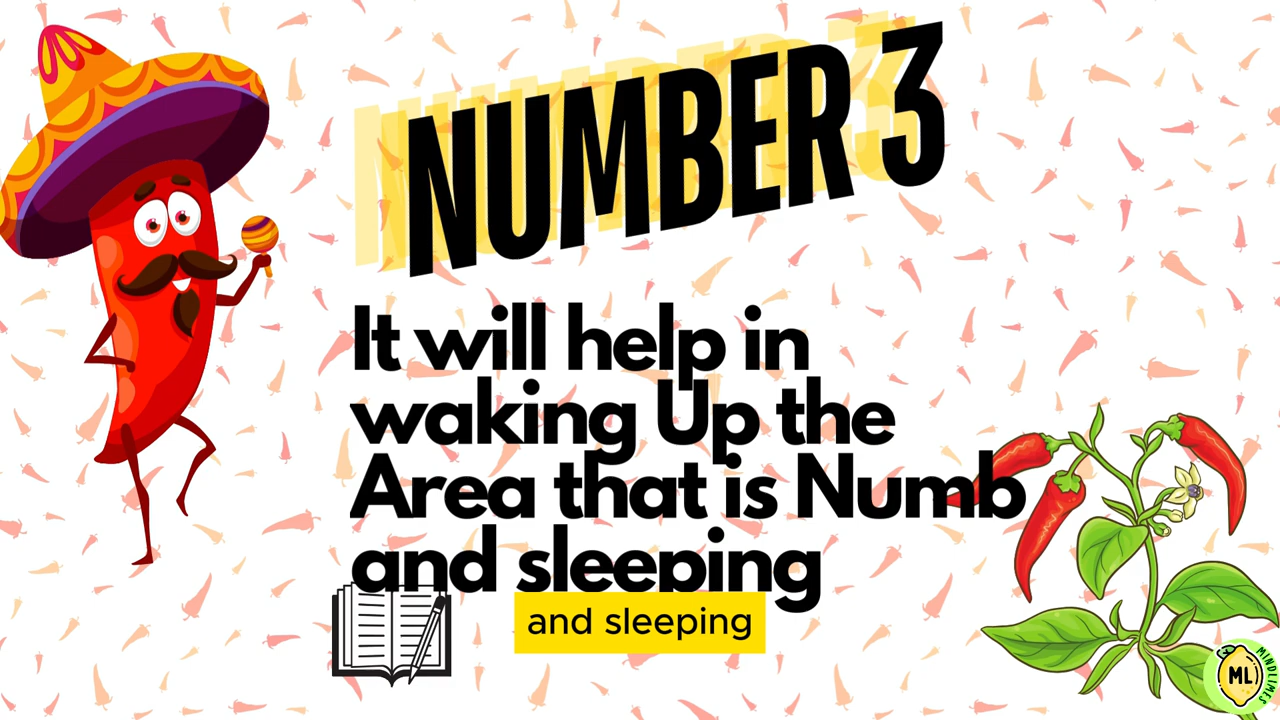 NUMBER 3
It will help in
waking Up the
Area that is Numb
and sleeping
and sleeping
ML
MINDLIMES